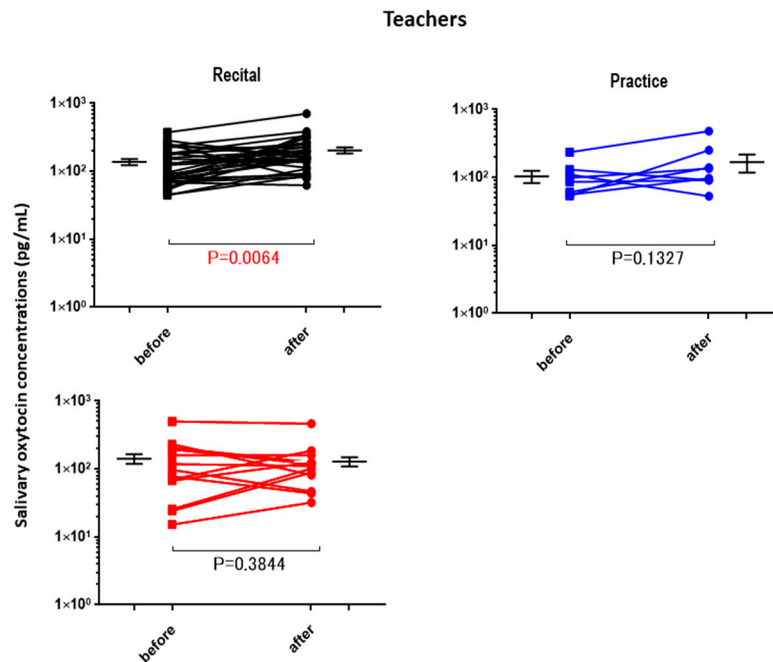 Teachers
Salivary oxytocin concentrations (pg/mL)
Recital
1×10³
1×10²
1×10¹
1×10⁰
P=0.0064
before
after
Practice
1×10³
1×10²
1×10¹
1×10⁰
P=0.1327
before
after
1×10³
1×10²
1×10¹
1×10⁰
P=0.3844
before
after